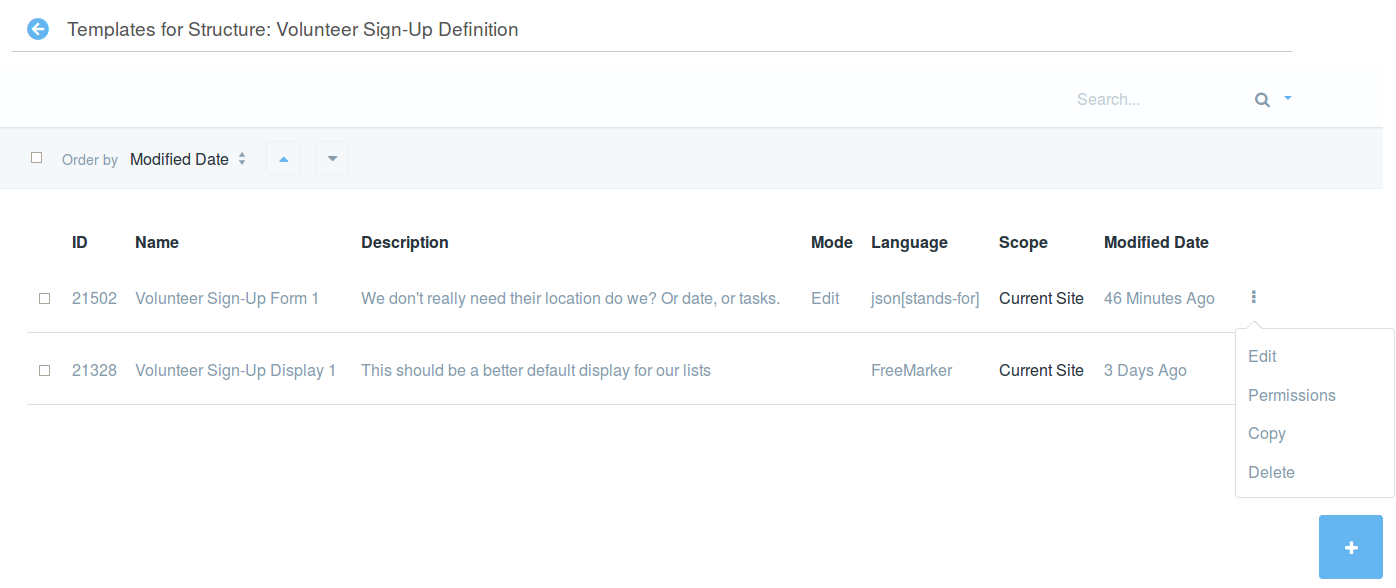 Templates for Structure: Volunteer Sign-Up Definition
Search...
Order by Modified Date
ID Name Description Mode Language Scope Modified Date
21502 Volunteer Sign-Up Form 1 We don't really need their location do we? Or date, or tasks. Edit json[stands-for] Current Site 46 Minutes Ago
21328 Volunteer Sign-Up Display 1 This should be a better default display for our lists FreeMarker Current Site 3 Days Ago
Edit
Permissions
Copy
Delete